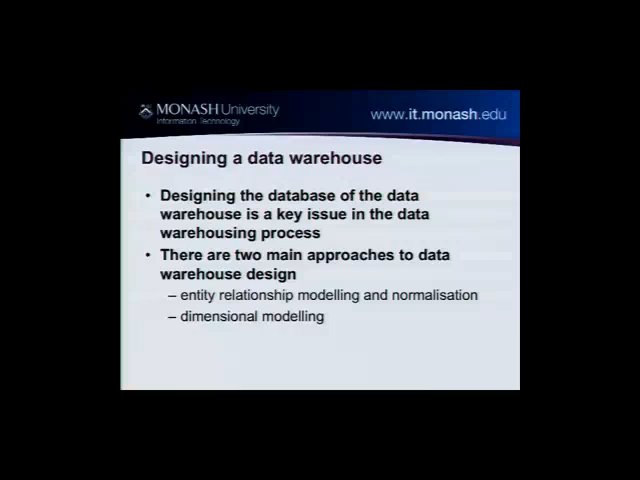 MONASH University
Information Technology
www.it.monash.edu
Designing a data warehouse
• Designing the database of the data
warehouse is a key issue in the data
warehousing process
• There are two main approaches to data
warehouse design
– entity relationship modelling and normalisation
– dimensional modelling